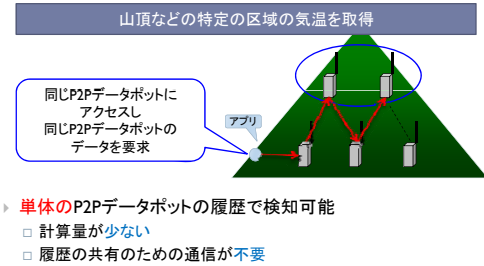 山頂などの特定の区域の気温を取得
同じP2Pデータポットに
アクセスし
同じP2Pデータポットの
データを要求
アプリ
単体のP2Pデータポットの履歴で検知可能
計算量が少ない
履歴の共有のための通信が不要